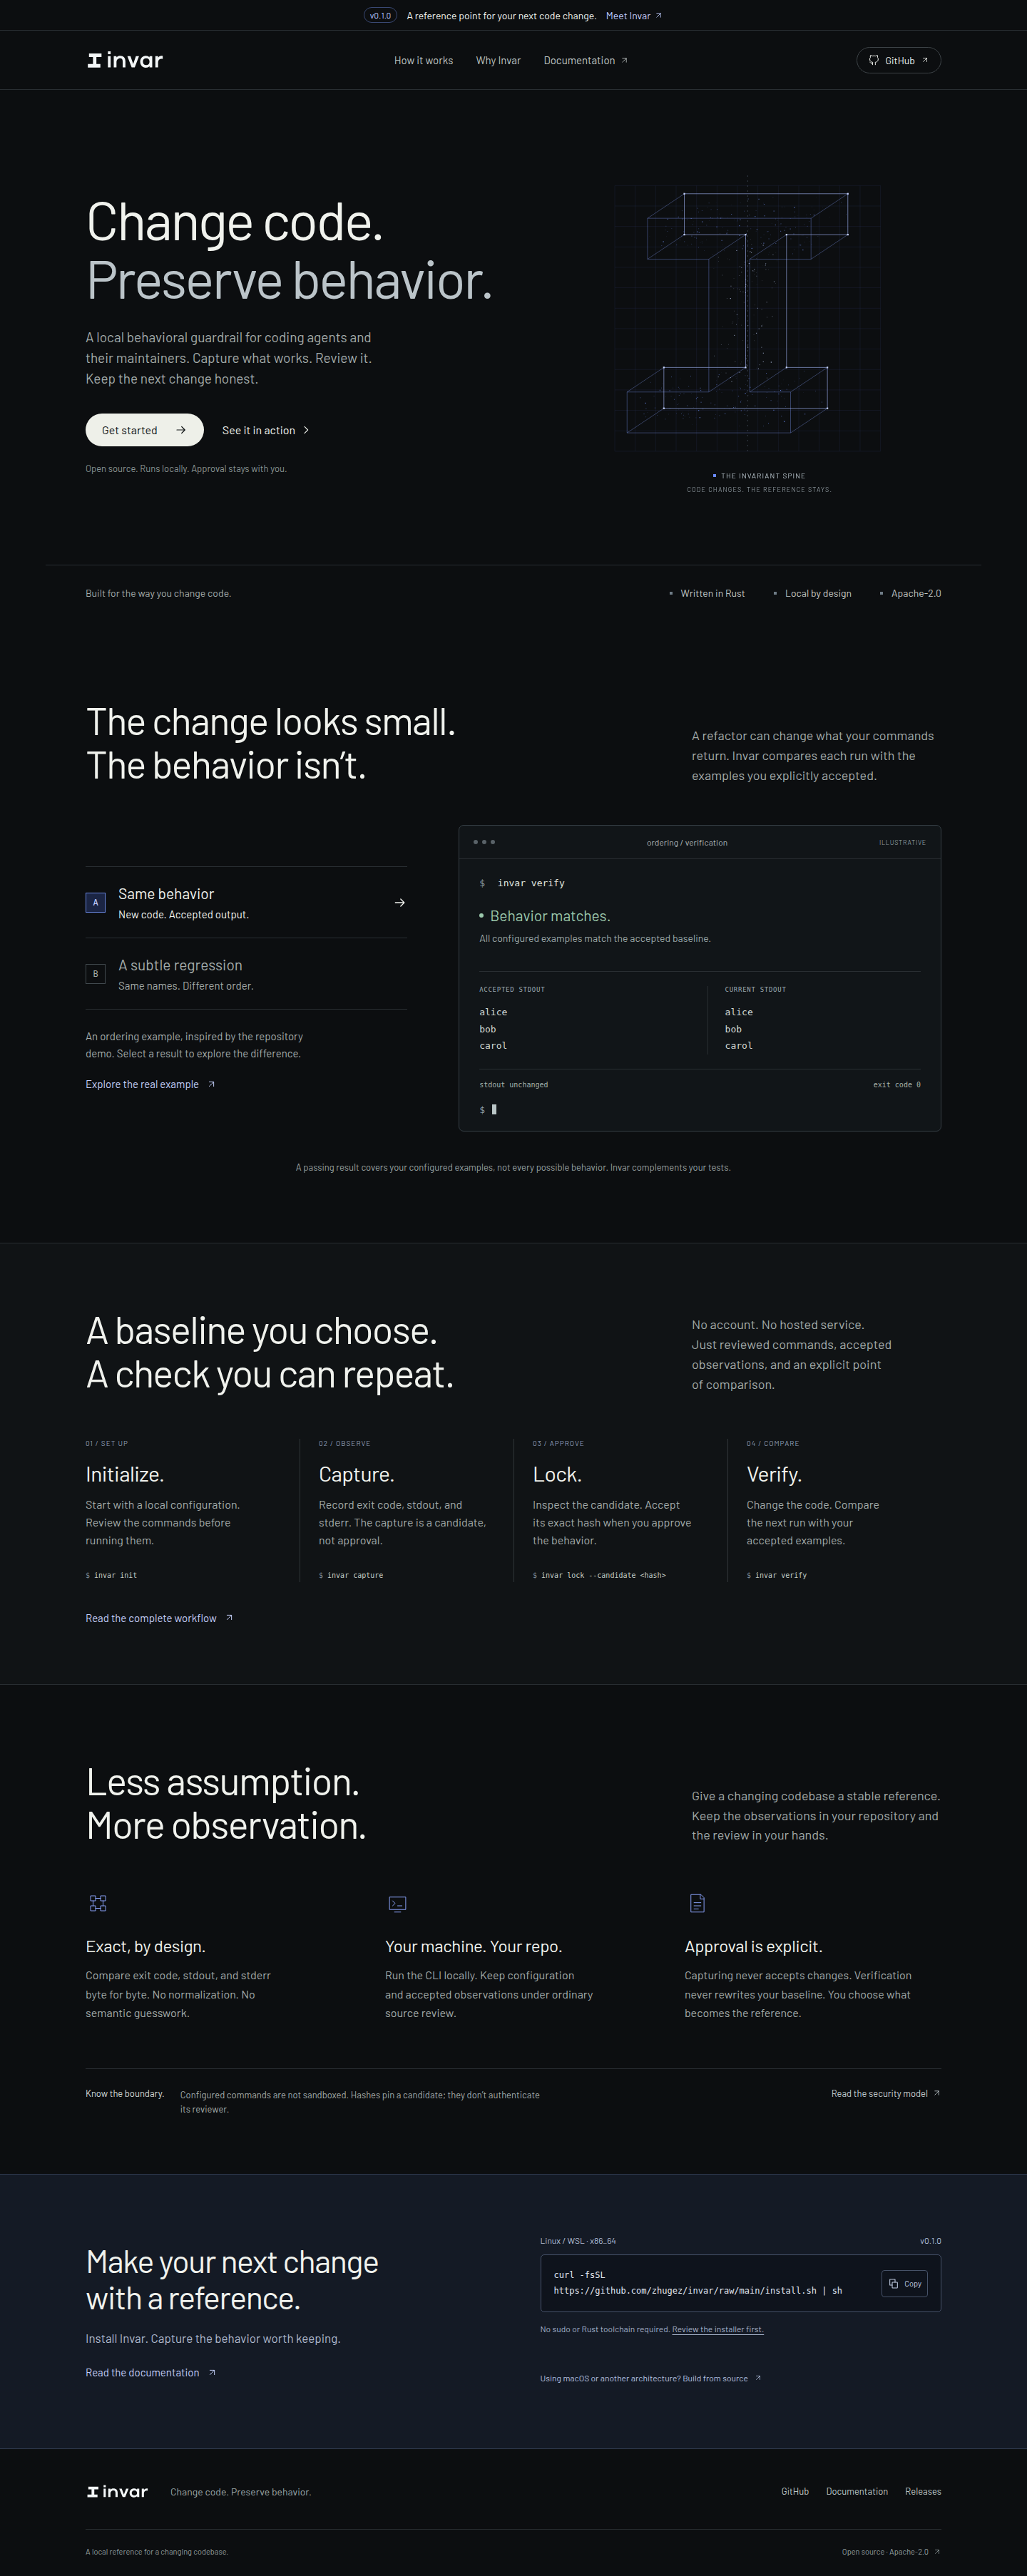 v0.1.0 A reference point for your next code change. Meet Invar
invar
How it works Why Invar Documentation
GitHub
Change code.
Preserve behavior.
A local behavioral guardrail for coding agents and
their maintainers. Capture what works. Review it.
Keep the next change honest.
Get started
See it in action
Open source. Runs locally. Approval stays with you.
THE INVARIANT SPINE
CODE CHANGES. THE REFERENCE STAYS.
Built for the way you change code.
Written in Rust Local by design Apache-2.0
The change looks small.
The behavior isn't.
A refactor can change what your commands
return. Invar compares each run with the
examples you explicitly accepted.
A Same behavior
New code. Accepted output.
B A subtle regression
Same names. Different order.
An ordering example, inspired by the repository
demo. Select a result to explore the difference.
Explore the real example
ordering / verification
ILLUSTRATIVE
$ invar verify
Behavior matches.
All configured examples match the accepted baseline.
ACCEPTED STDOUT
alice
bob
carol
CURRENT STDOUT
alice
bob
carol
stdout unchanged
exit code 0
$
A passing result covers your configured examples, not every possible behavior. Invar complements your tests.
A baseline you choose.
A check you can repeat.
No account. No hosted service.
Just reviewed commands, accepted
observations, and an explicit point
of comparison.
01 / SET UP
Initialize.
Start with a local configuration.
Review the commands before
running them.
$ invar init
02 / OBSERVE
Capture.
Record exit code, stdout, and
stderr. The capture is a candidate,
not approval.
$ invar capture
03 / APPROVE
Lock.
Inspect the candidate. Accept
its exact hash when you approve
the behavior.
$ invar lock --candidate <hash>
04 / COMPARE
Verify.
Change the code. Compare
the next run with your
accepted examples.
$ invar verify
Read the complete workflow
Less assumption.
More observation.
Give a changing codebase a stable reference.
Keep the observations in your repository and
the review in your hands.
Exact, by design.
Compare exit code, stdout, and stderr
byte for byte. No normalization. No
semantic guesswork.
Your machine. Your repo.
Run the CLI locally. Keep configuration
and accepted observations under ordinary
source review.
Approval is explicit.
Capturing never accepts changes. Verification
never rewrites your baseline. You choose what
becomes the reference.
Know the boundary.
Configured commands are not sandboxed. Hashes pin a candidate; they don't authenticate
its reviewer.
Read the security model
Make your next change
with a reference.
Install Invar. Capture the behavior worth keeping.
Read the documentation
Linux / WSL · x86_64
v0.1.0
curl -fsSL
https://github.com/zhugez/invar/raw/main/install.sh | sh
Copy
No sudo or Rust toolchain required. Review the installer first.
Using macOS or another architecture? Build from source
invar
Change code. Preserve behavior.
GitHub Documentation Releases
A local reference for a changing codebase.
Open source · Apache-2.0